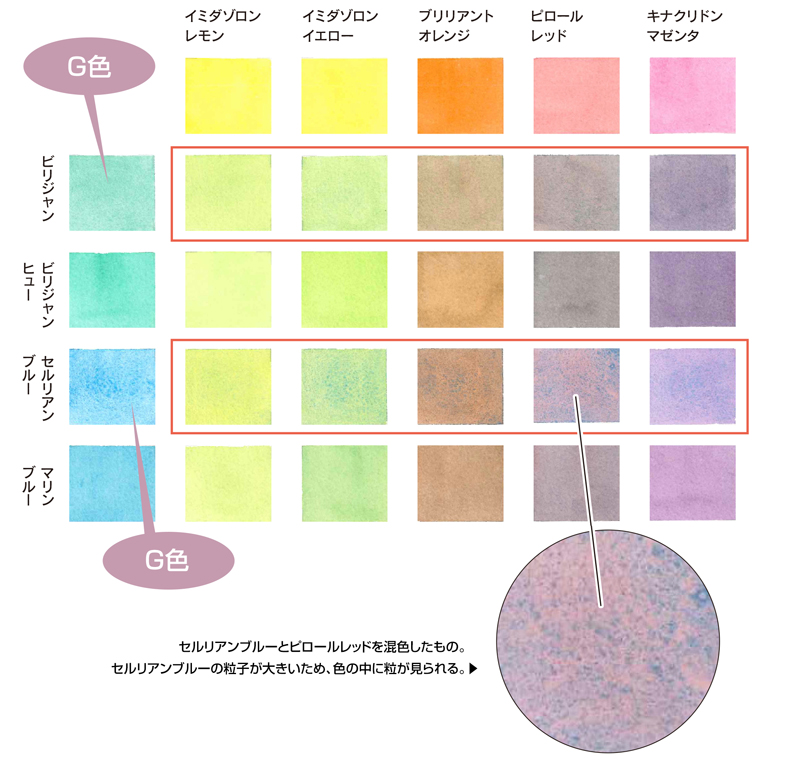 イミダゾロン
レモン
イミダゾロン
イエロー
ブリリアント
オレンジ
ピロール
レッド
キナクリドン
マゼンタ
G色
ビリジャン
ビリジャン
ヒュー
セルリアン
ブルー
マリン
ブルー
G色
セルリアンブルーとピロールレッドを混色したもの。
セルリアンブルーの粒子が大きいため、色の中に粒が見られる。▶